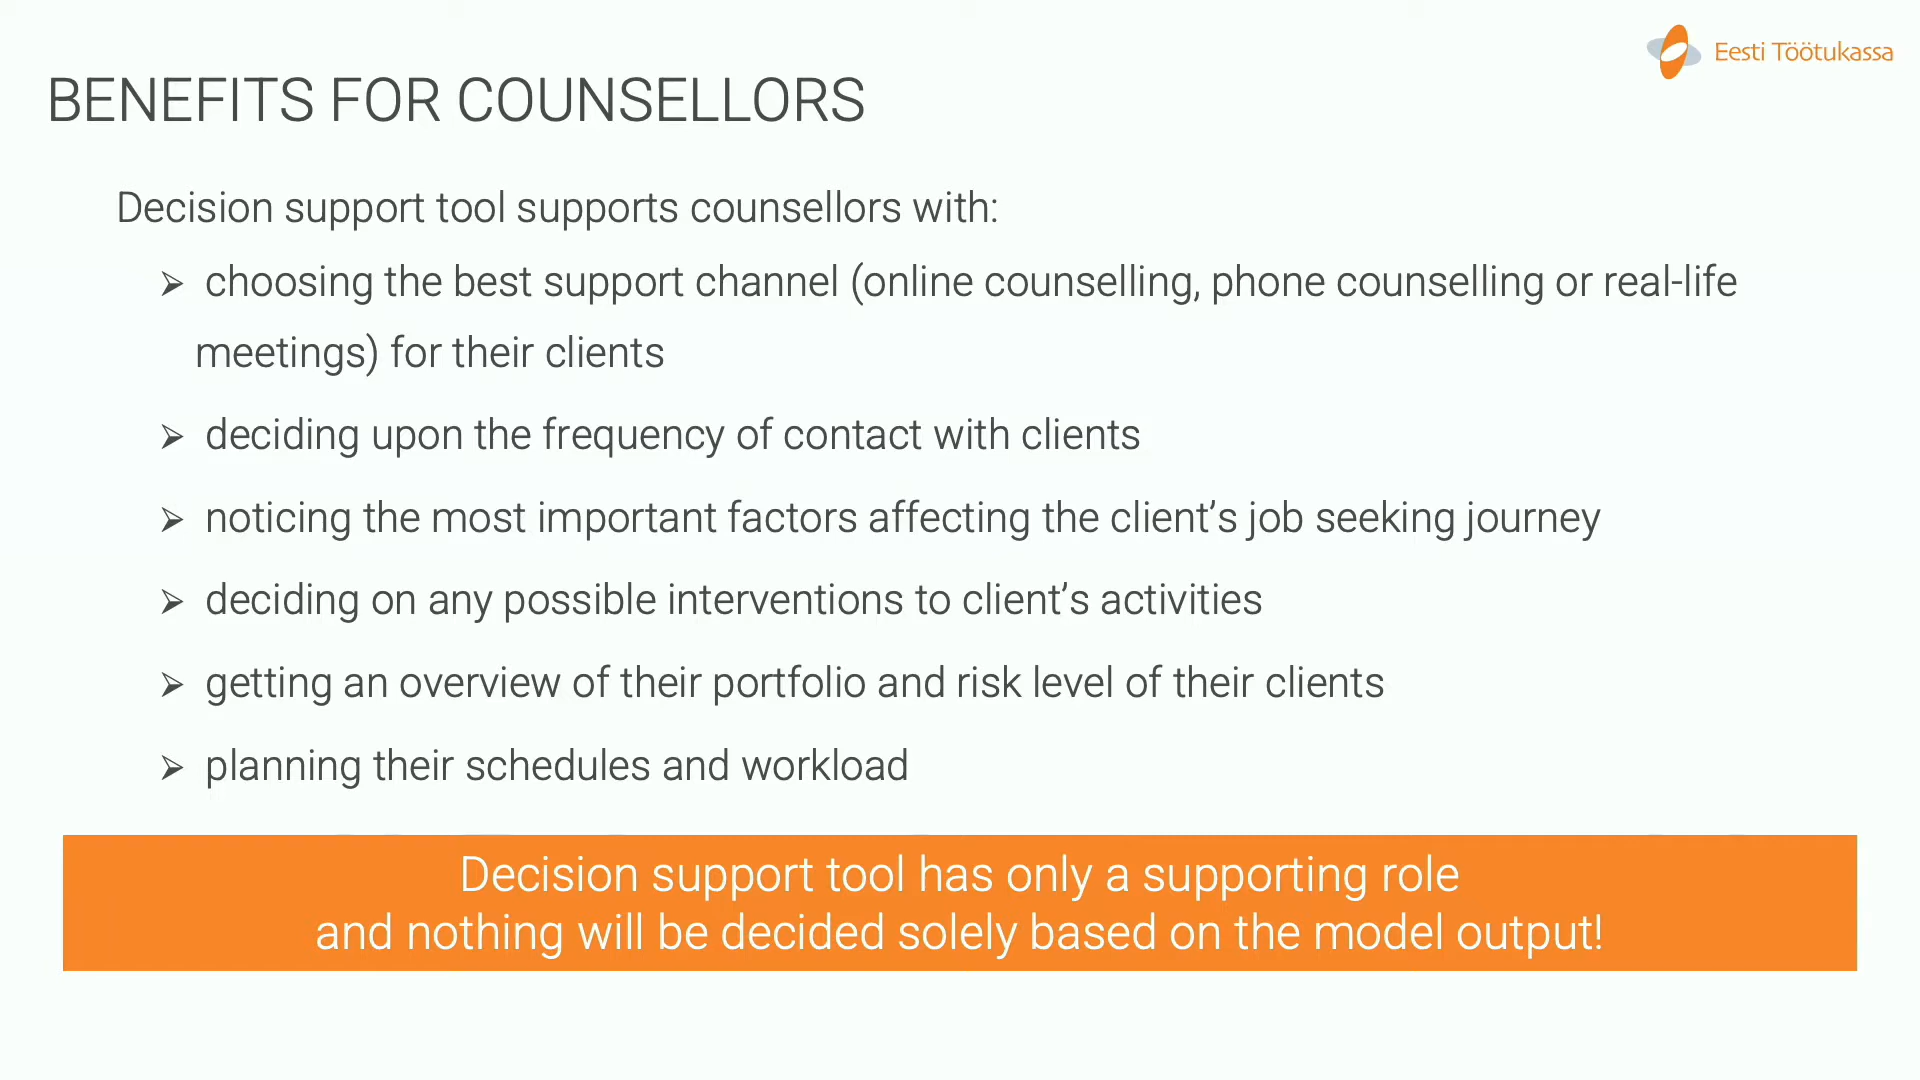 Eesti Töötukassa
BENEFITS FOR COUNSELLORS
Decision support tool supports counsellors with:
➢ choosing the best support channel (online counselling, phone counselling or real-life
meetings) for their clients
➢ deciding upon the frequency of contact with clients
➢ noticing the most important factors affecting the client’s job seeking journey
➢ deciding on any possible interventions to client’s activities
➢ getting an overview of their portfolio and risk level of their clients
➢ planning their schedules and workload
Decision support tool has only a supporting role
and nothing will be decided solely based on the model output!